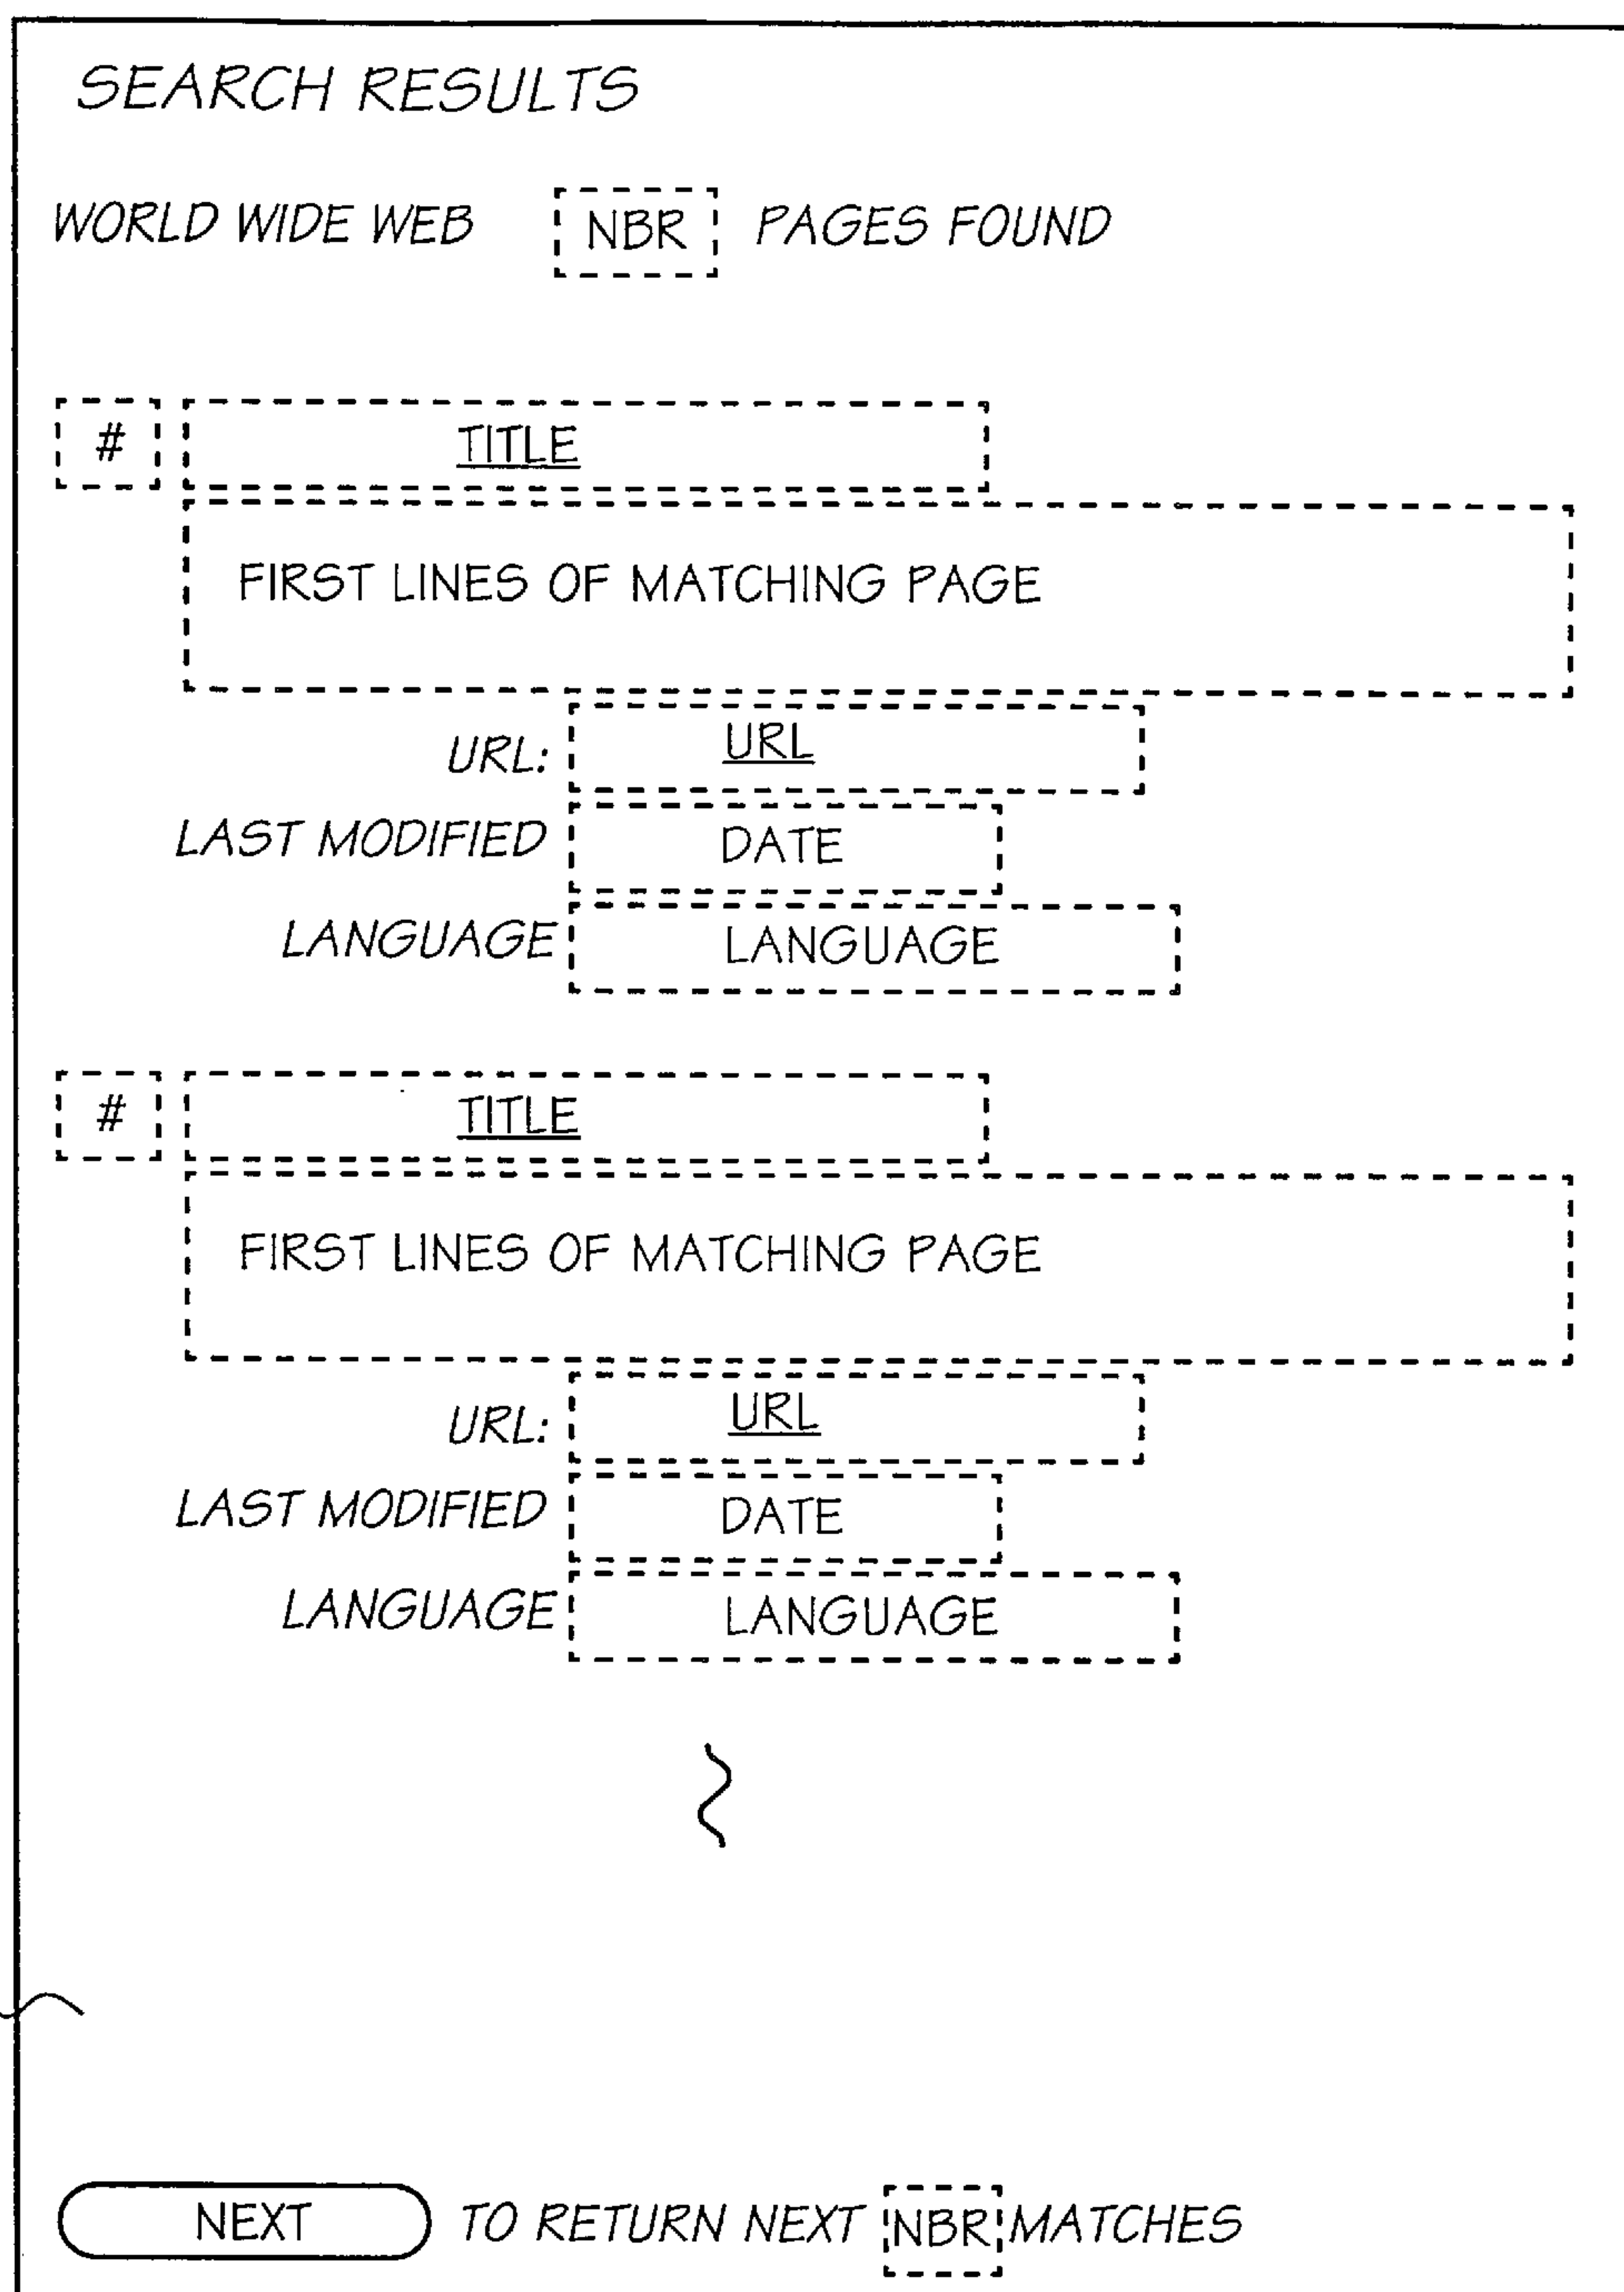 SEARCH RESULTS
WORLD WIDE WEB NBR PAGES FOUND
# TITLE
FIRST LINES OF MATCHING PAGE
URL: URL
LAST MODIFIED DATE
LANGUAGE LANGUAGE
# TITLE
FIRST LINES OF MATCHING PAGE
URL: URL
LAST MODIFIED DATE
LANGUAGE LANGUAGE
NEXT TO RETURN NEXT NBR MATCHES